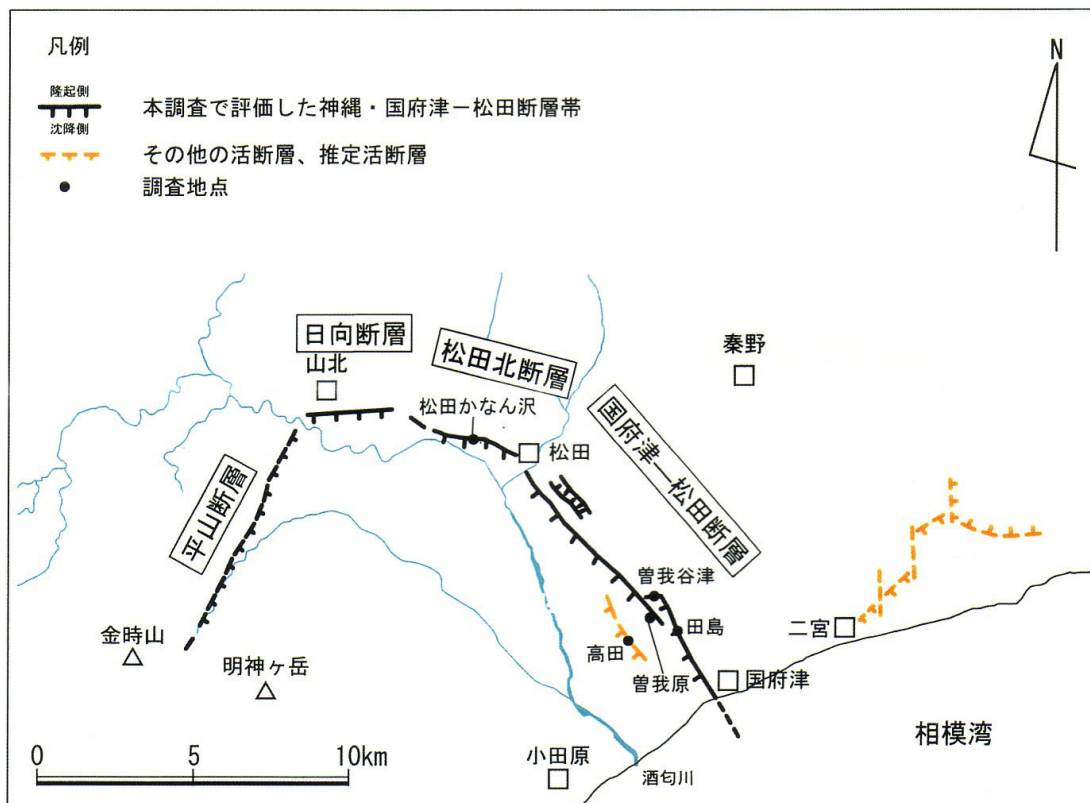 凡例
隆起側
沈降側
本調査で評価した神縄・国府津－松田断層帯
その他の活断層、推定活断層
調査地点
N
日向断層
山北
松田北断層
松田かなん沢
秦野
国府津―松田断層
松田
平山断層
曽我谷津
金時山
明神ヶ岳
高田
田島
曽我原
国府津
二宮
相模湾
0
5
10km
小田原
酒匂川